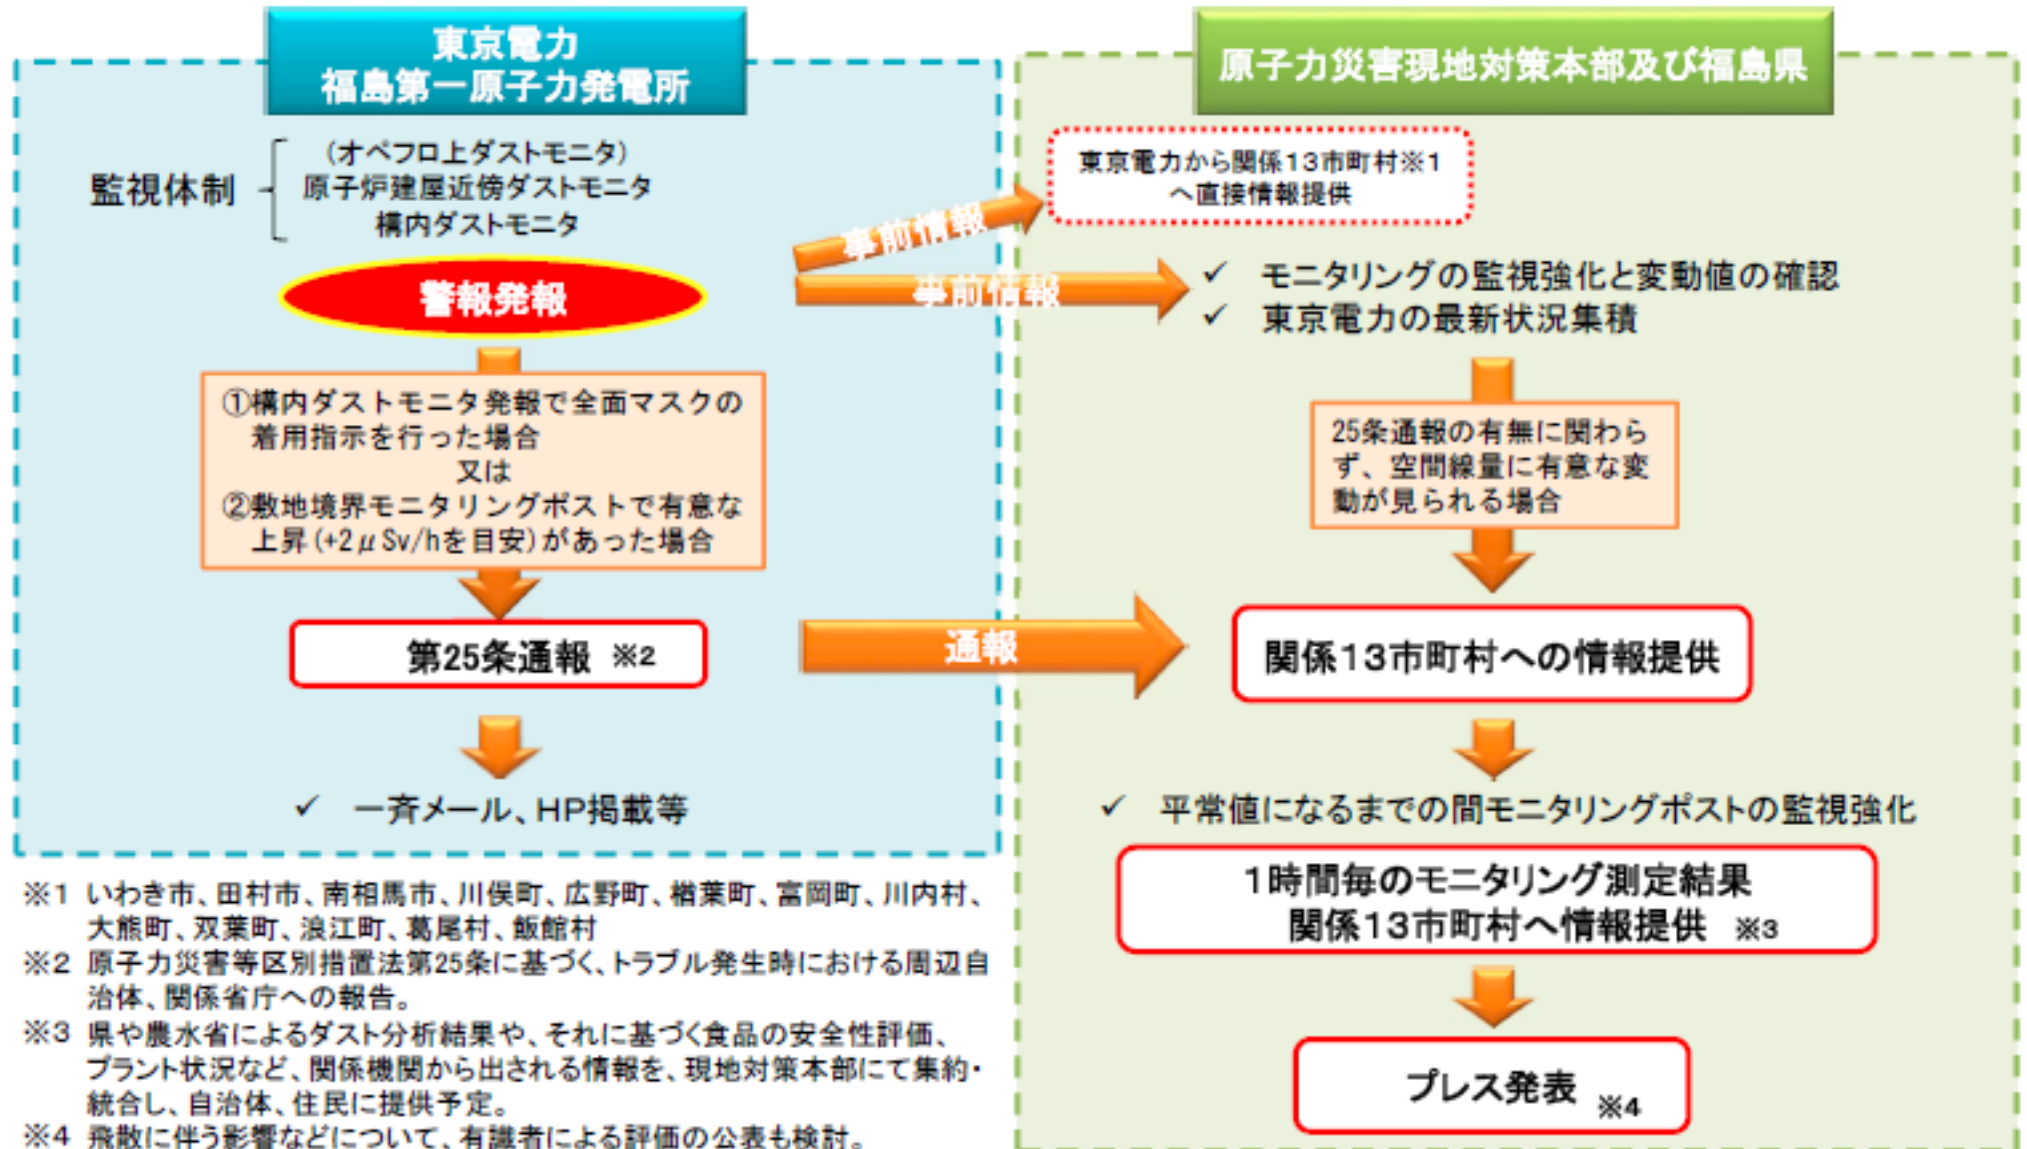 東京電力
福島第一原子力発電所
監視体制
(オペフロ上ダストモニタ)
原子炉建屋近傍ダストモニタ
構内ダストモニタ
警報発報
①構内ダストモニタ発報で全面マスクの
着用指示を行った場合
又は
②敷地境界モニタリングポストで有意な
上昇(+2μSv/hを目安)があった場合
第25条通報 ※2
✓ 一斉メール、HP掲載等
事前情報
事前情報
通報
原子力災害現地対策本部及び福島県
東京電力から関係13市町村※1
へ直接情報提供
✓ モニタリングの監視強化と変動値の確認
✓ 東京電力の最新状況集積
25条通報の有無に関わら
ず、空間線量に有意な変
動が見られる場合
関係13市町村への情報提供
✓ 平常値になるまでの間モニタリングポストの監視強化
1時間毎のモニタリング測定結果
関係13市町村へ情報提供 ※3
プレス発表 ※4
※1 いわき市、田村市、南相馬市、川俣町、広野町、楢葉町、富岡町、川内村、
大熊町、双葉町、浪江町、葛尾村、飯館村
※2 原子力災害等区別措置法第25条に基づく、トラブル発生時における周辺自
治体、関係省庁への報告。
※3 県や農水省によるダスト分析結果や、それに基づく食品の安全性評価、
プラント状況など、関係機関から出される情報を、現地対策本部にて集約・
統合し、自治体、住民に提供予定。
※4 飛散に伴う影響などについて、有識者による評価の公表も検討。